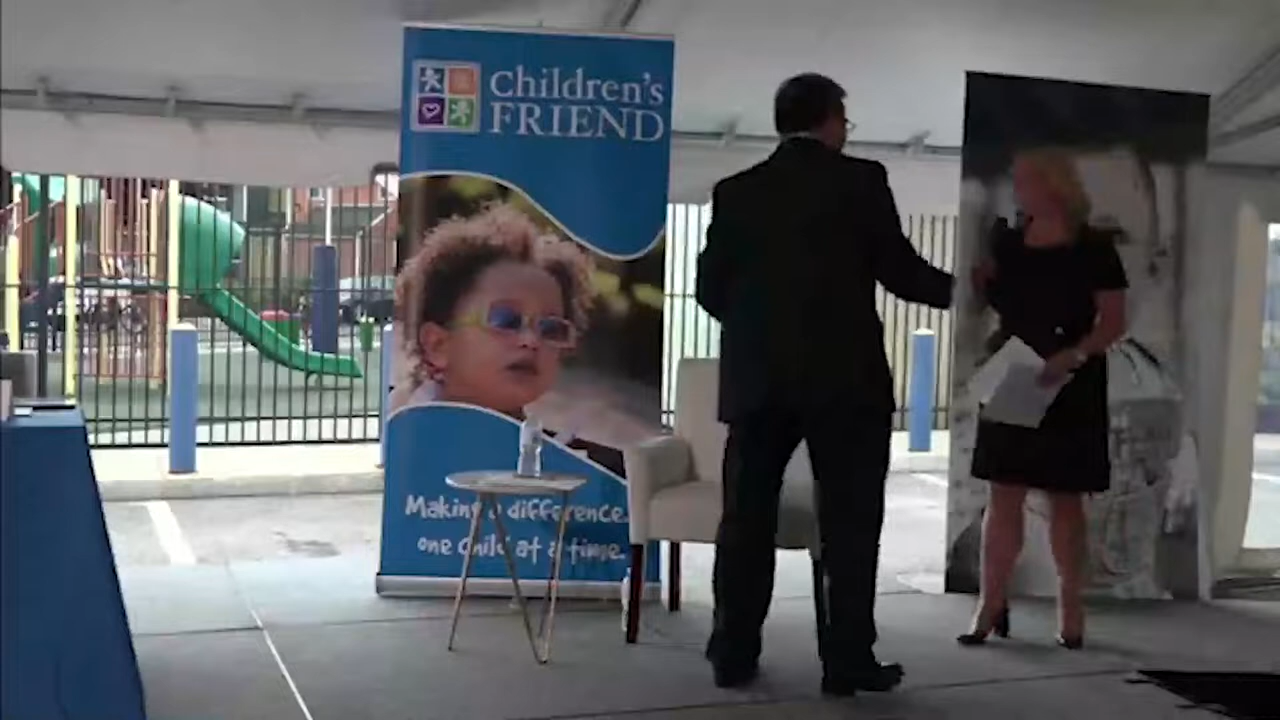 Children's
FRIEND
Making a difference.
one child at a time.